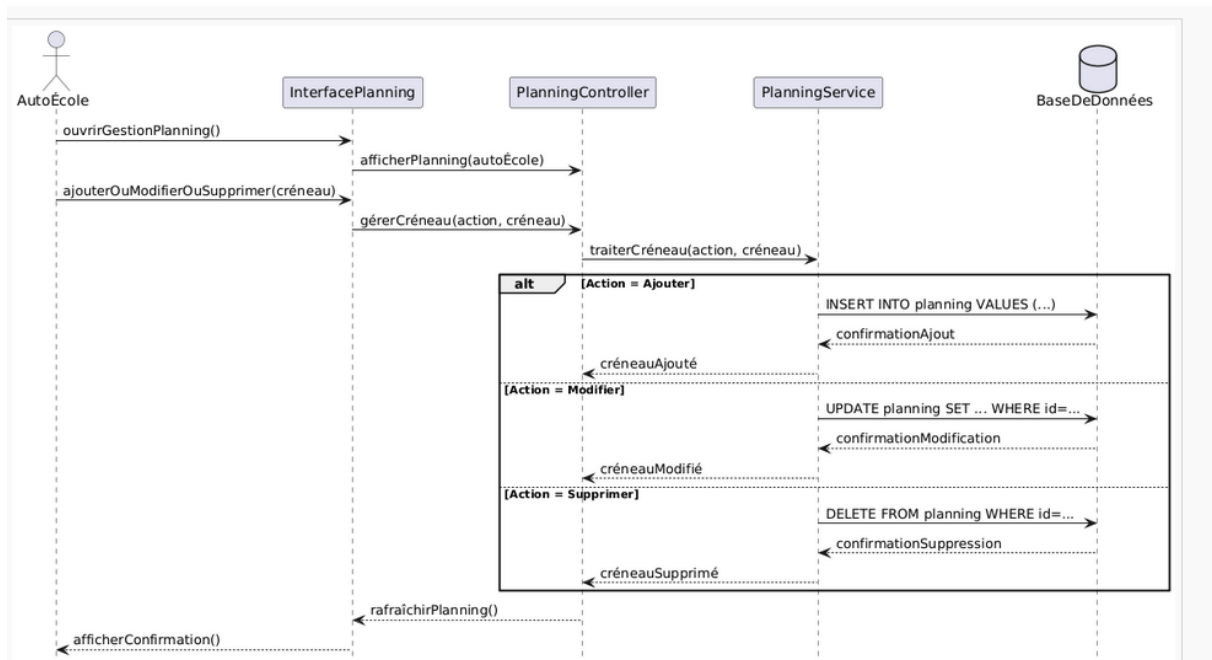 AutoÉcole
InterfacePlanning
PlanningController
PlanningService
BaseDeDonnées
ouvrirGestionPlanning()
afficherPlanning(autoÉcole)
ajouterOuModifierOuSupprimer(créneau)
gérerCréneau(action, créneau)
traiterCréneau(action, créneau)
alt [Action = Ajouter]
INSERT INTO planning VALUES (...)
confirmationAjout
créneauAjouté
[Action = Modifier]
UPDATE planning SET ... WHERE id=...
confirmationModification
créneauModifié
[Action = Supprimer]
DELETE FROM planning WHERE id=...
confirmationSuppression
créneauSupprimé
rafraîchirPlanning()
afficherConfirmation()